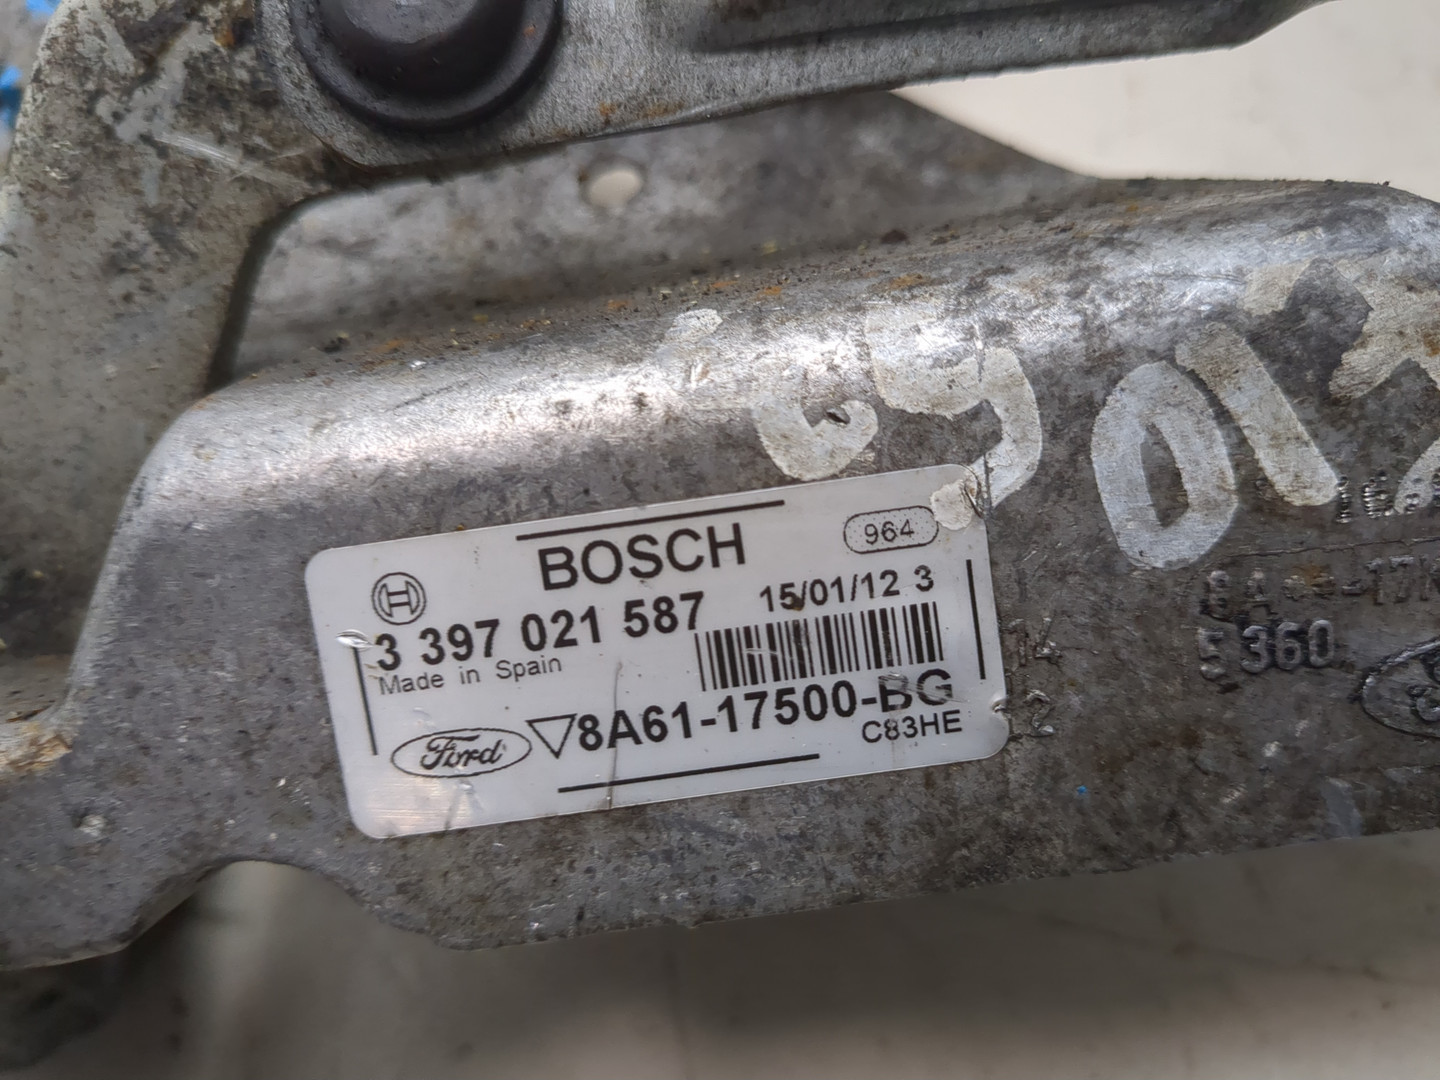 BOSCH
964
H
15/01/12 3
3 397 021 587
Made in Spain
Ford
▽8A61-17500-BG
C83HE
12
5 360